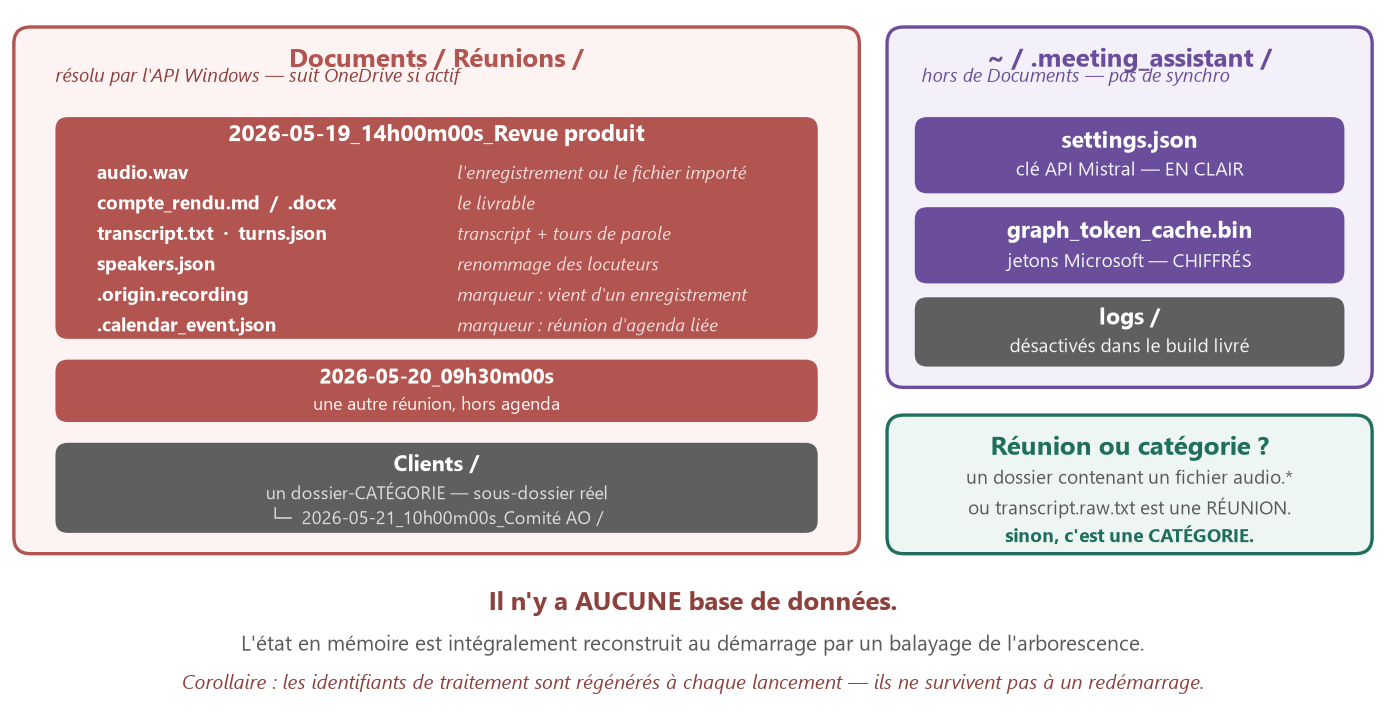 Documents / Réunions /
résolu par l'API Windows — suit OneDrive si actif
2026-05-19_14h00m00s_Revue produit
audio.wav l'enregistrement ou le fichier importé
compte_rendu.md / .docx le livrable
transcript.txt · turns.json transcript + tours de parole
speakers.json renommage des locuteurs
.origin.recording marqueur : vient d'un enregistrement
.calendar_event.json marqueur : réunion d'agenda liée
2026-05-20_09h30m00s
une autre réunion, hors agenda
Clients /
un dossier-CATÉGORIE — sous-dossier réel
└─ 2026-05-21_10h00m00s_Comité AO /
~ / .meeting_assistant /
hors de Documents — pas de synchro
settings.json
clé API Mistral — EN CLAIR
graph_token_cache.bin
jetons Microsoft — CHIFFRÉS
logs /
désactivés dans le build livré
Réunion ou catégorie ?
un dossier contenant un fichier audio.*
ou transcript.raw.txt est une RÉUNION.
sinon, c'est une CATÉGORIE.
Il n'y a AUCUNE base de données.
L'état en mémoire est intégralement reconstruit au démarrage par un balayage de l'arborescence.
Corollaire : les identifiants de traitement sont régénérés à chaque lancement — ils ne survivent pas à un redémarrage.